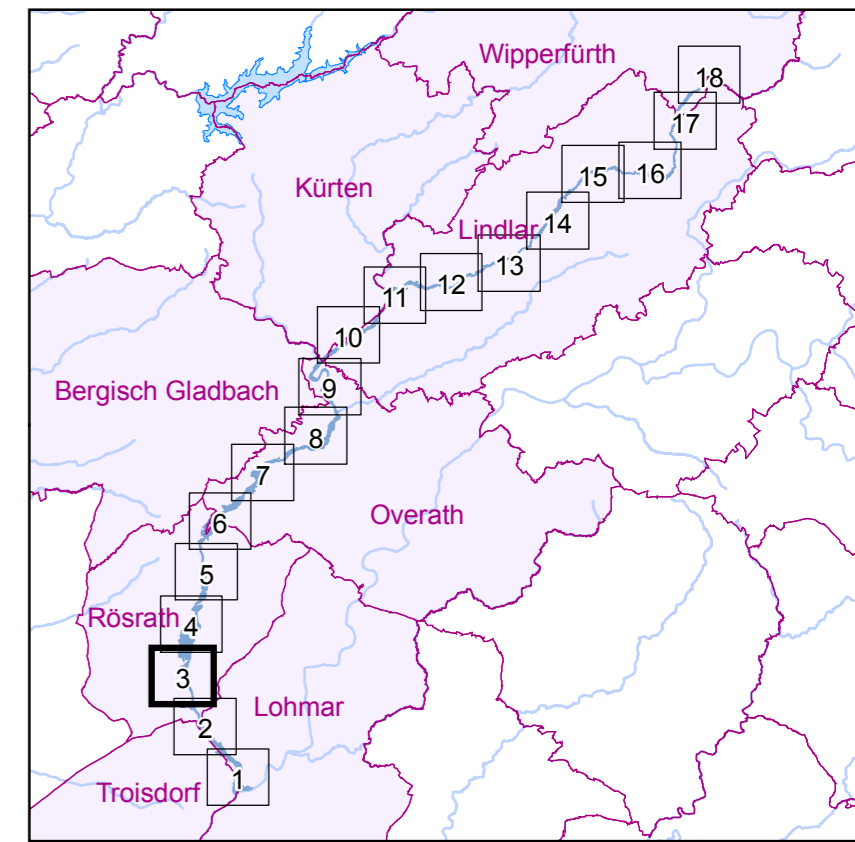 Wipperfürth
18
17
Kürten
15
16
14
Lindlar
13
12
11
10
Bergisch Gladbach
9
8
7
Overath
6
5
Rösrath
4
3
Lohmar
2
1
Troisdorf